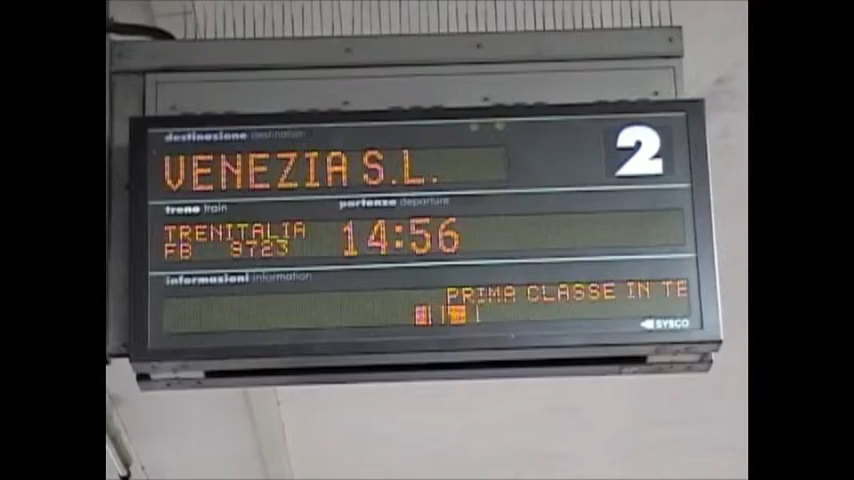 destinazione destination
VENEZIA S.L.
2
treno train
partenze departure
TRENITALIA
FB 9723
14:56
informazioni information
PRIMA CLASSE IN TE
SYSCO